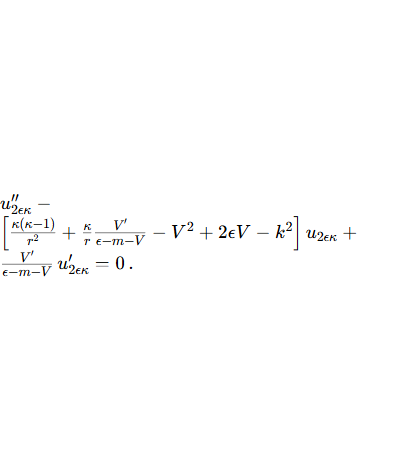 $u''_{2\epsilon\kappa} -$
$\left[ \frac{\kappa(\kappa-1)}{r^2} + \frac{\kappa}{r} \frac{V'}{\epsilon-m-V} - V^2 + 2\epsilon V - k^2 \right] u_{2\epsilon\kappa} +$
$\frac{V'}{\epsilon-m-V} \, u'_{2\epsilon\kappa} = 0 \, .$